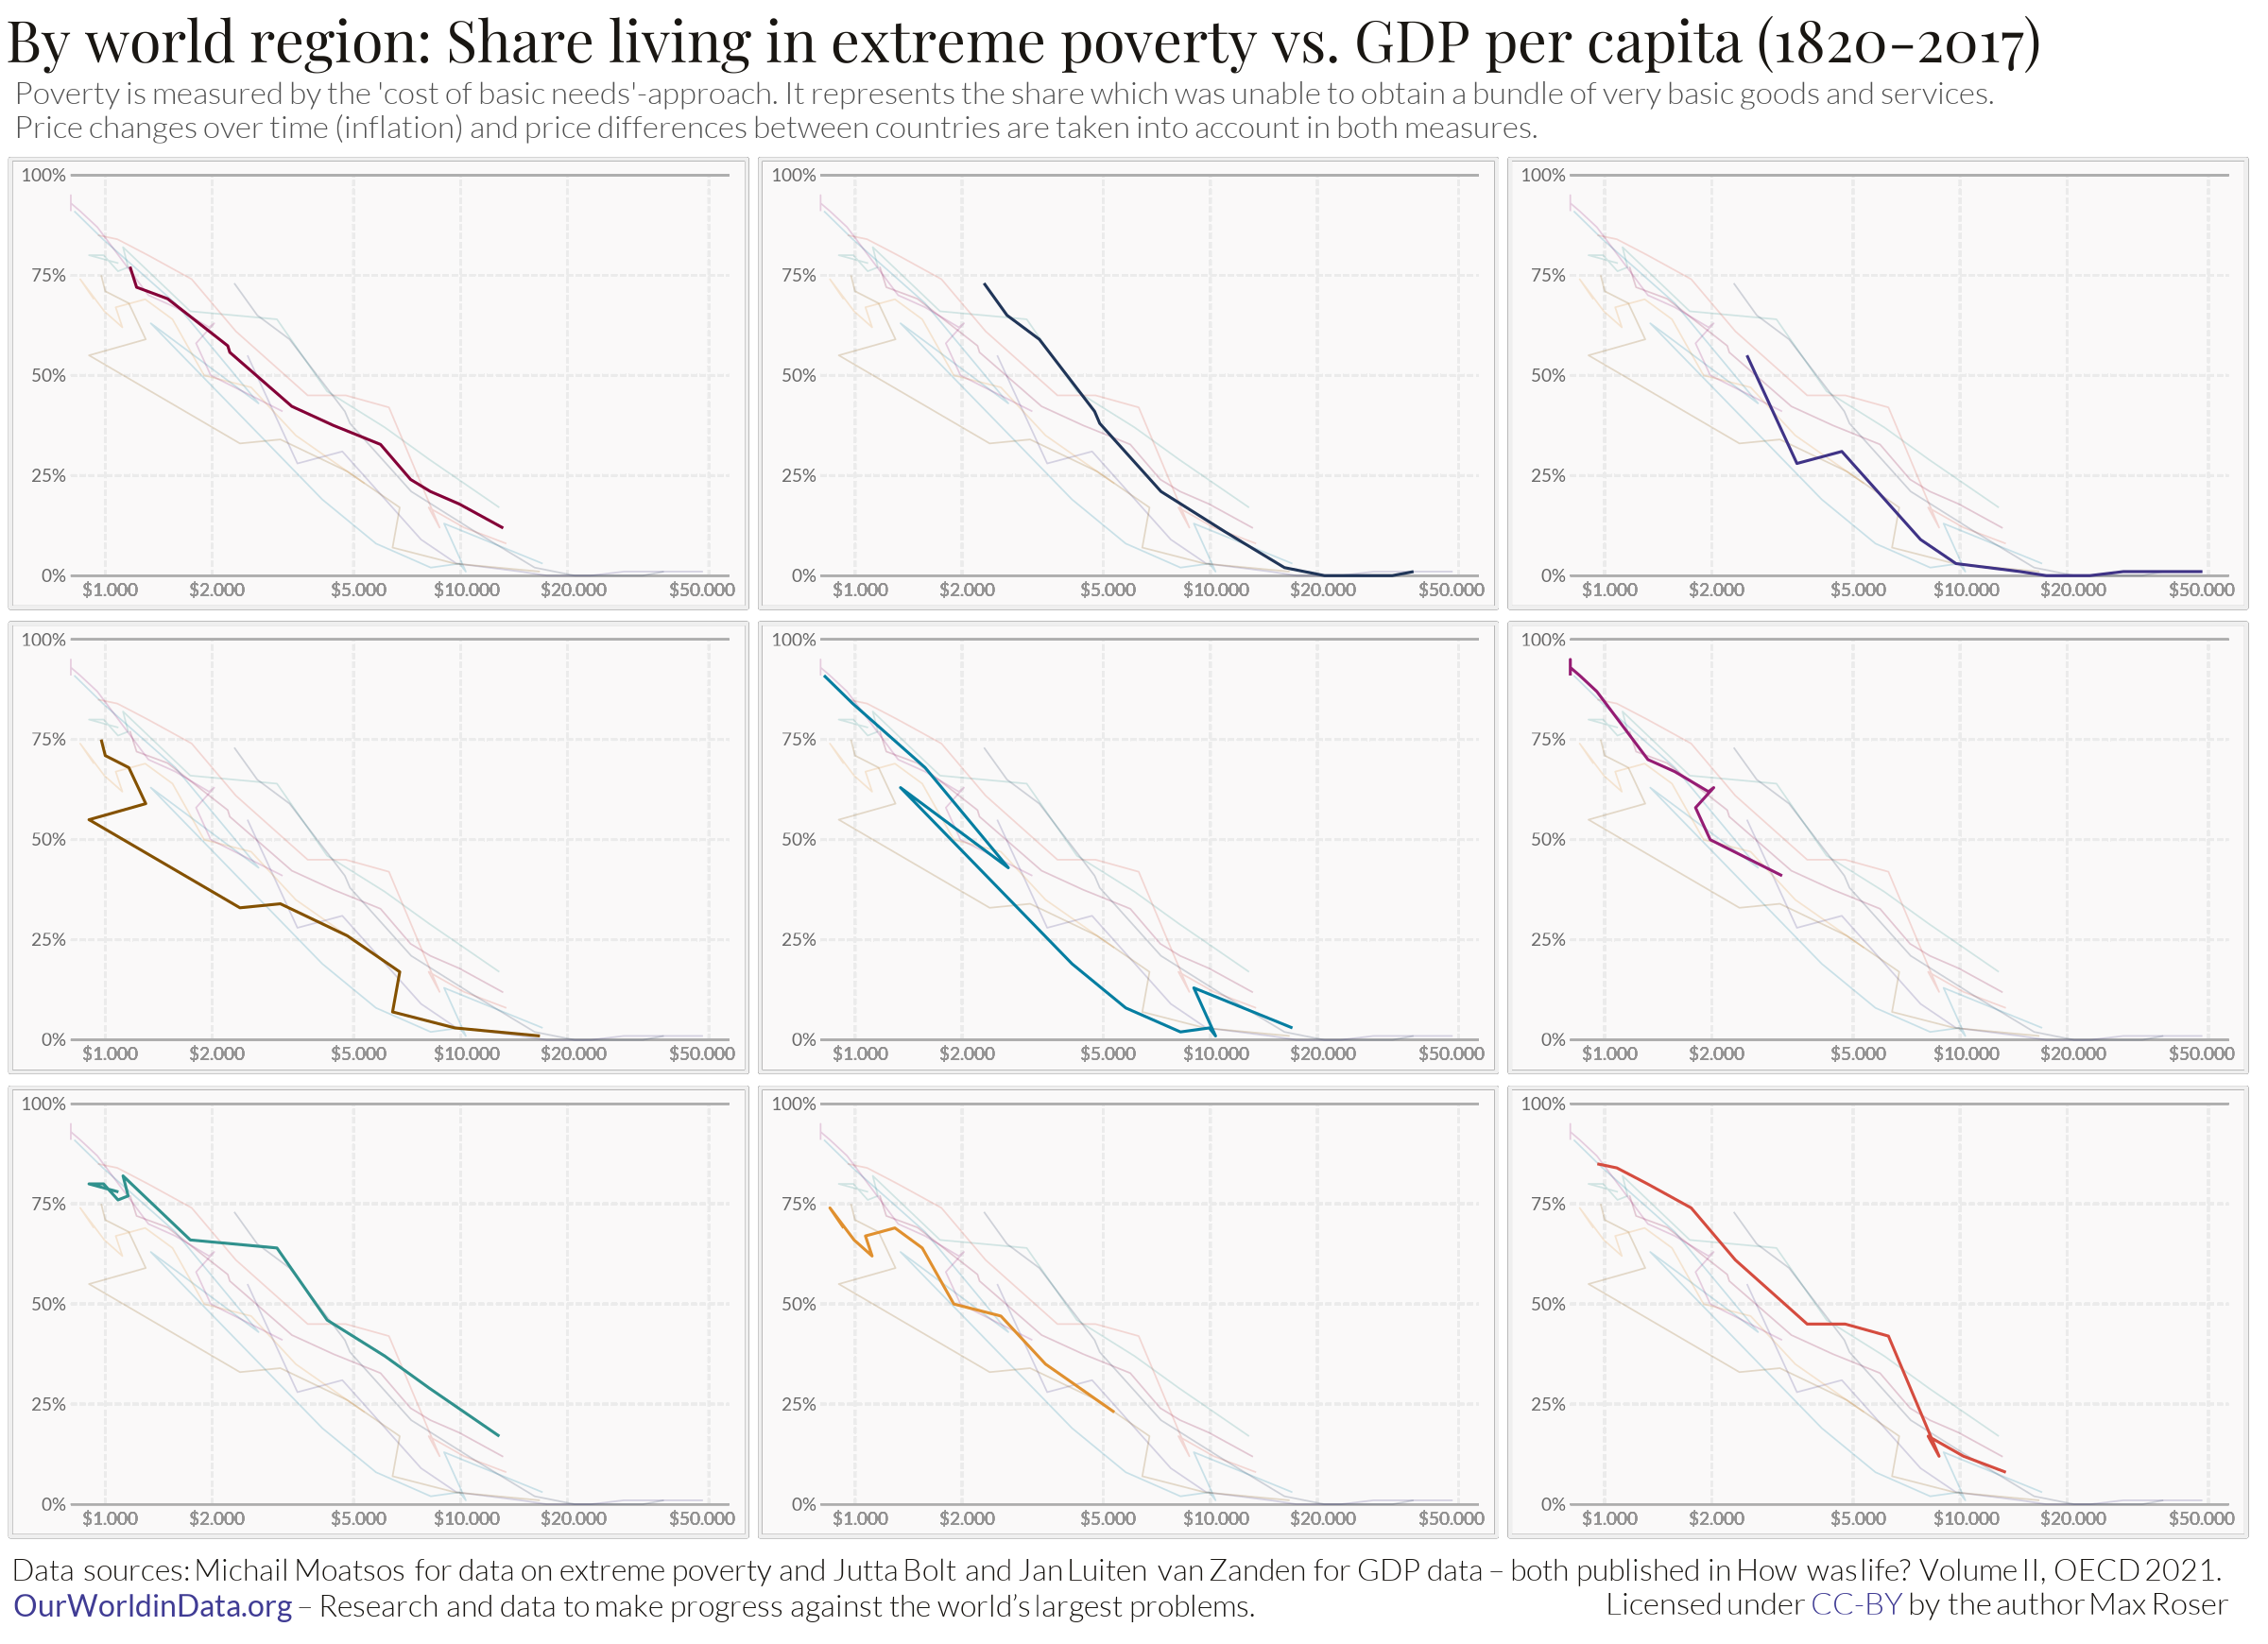 By world region: Share living in extreme poverty vs. GDP per capita (1820-2017)
Poverty is measured by the 'cost of basic needs'-approach. It represents the share which was unable to obtain a bundle of very basic goods and services.
Price changes over time (inflation) and price differences between countries are taken into account in both measures.
100% 100% 100%
75% 75% 75%
50% 50% 50%
25% 25% 25%
0% 0% 0%
$1.000 $2.000 $5.000 $10.000 $20.000 $50.000 $1.000 $2.000 $5.000 $10.000 $20.000 $50.000 $1.000 $2.000 $5.000 $10.000 $20.000 $50.000
100% 100% 100%
75% 75% 75%
50% 50% 50%
25% 25% 25%
0% 0% 0%
$1.000 $2.000 $5.000 $10.000 $20.000 $50.000 $1.000 $2.000 $5.000 $10.000 $20.000 $50.000 $1.000 $2.000 $5.000 $10.000 $20.000 $50.000
100% 100% 100%
75% 75% 75%
50% 50% 50%
25% 25% 25%
0% 0% 0%
$1.000 $2.000 $5.000 $10.000 $20.000 $50.000 $1.000 $2.000 $5.000 $10.000 $20.000 $50.000 $1.000 $2.000 $5.000 $10.000 $20.000 $50.000
Data sources: Michail Moatsos for data on extreme poverty and Jutta Bolt and Jan Luiten van Zanden for GDP data – both published in How was life? Volume II, OECD 2021.
OurWorldinData.org – Research and data to make progress against the world's largest problems. Licensed under CC-BY by the author Max Roser